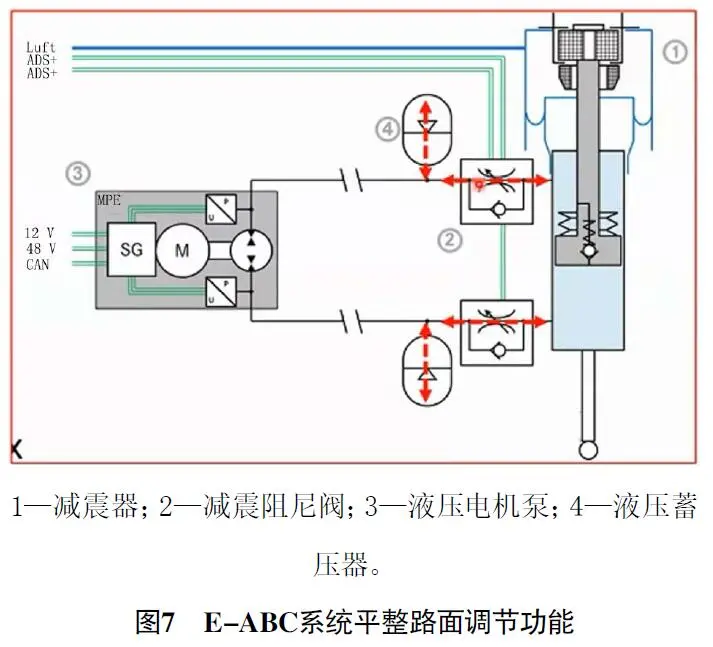 Luft
ADS+
ADS+
①
④
③
MPE
P
U
②
12 V
48 V
CAN
SG
M
P
U
X
1—减震器；2—减震阻尼阀；3—液压电机泵；4—液压蓄
压器。
图7 E-ABC系统平整路面调节功能